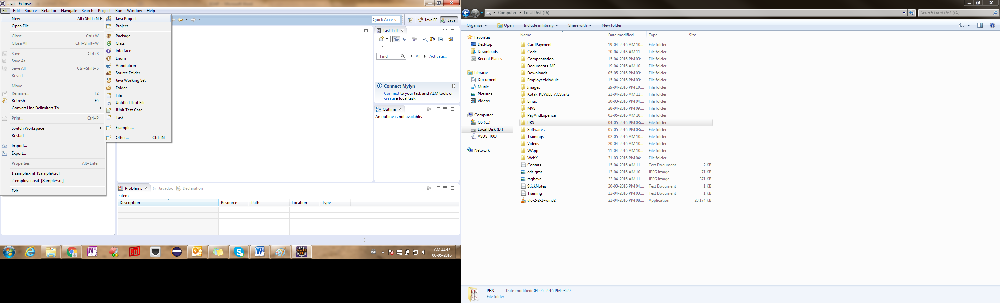 Java - Eclipse
File Edit Source Refactor Navigate Search Project Run Window Help
New Alt+Shift+N
Open File...
Close Ctrl+W
Close All Ctrl+Shift+W
Save Ctrl+S
Save As...
Save All Ctrl+Shift+S
Revert
Move...
Rename... F2
Refresh F5
Convert Line Delimiters To
Print... Ctrl+P
Switch Workspace
Restart
Import...
Export...
Properties Alt+Enter
1 sample.xml [Sample/src]
2 employee.xsd [Sample/src]
Exit
Java Project
Project...
Package
Class
Interface
Enum
Annotation
Source Folder
Java Working Set
Folder
File
Untitled Text File
JUnit Test Case
Task
Example...
Other... Ctrl+N
Quick Access Java EE Java
Task List
Find All Activate...
Connect Mylyn
Connect to your task and ALM tools or
create a local task.
Outline
An outline is not available.
Problems @ Javadoc Declaration
0 items
Description Resource Path Location Type
Java EE
IDE
AM 11:47
06-05-2016
Computer Local Disk (D:) Search Local Disk (D:)
Organize Open Include in library Share with New folder
Favorites
Desktop
Downloads
Recent Places
Libraries
Documents
Music
Pictures
Videos
Computer
OS (C:)
Local Disk (D:)
ASUS_T00J
Network
Name Date modified Type Size
CardPayments 19-04-2016 AM 10... File folder
Code 20-04-2016 AM 11... File folder
Compensation 15-04-2016 PM 03:... File folder
Documents_ME 19-04-2016 AM 10... File folder
Downloads 05-05-2016 PM 03:... File folder
EmployeeModule 15-04-2016 PM 03:... File folder
Images 29-04-2016 PM 10:... File folder
Kotak_KEWILL_ACStmts 21-04-2016 AM 11... File folder
Linux 30-03-2016 PM 04:... File folder
MVS 28-04-2016 PM 09:... File folder
PayAndExpence 03-05-2016 AM 10... File folder
PRS 04-05-2016 PM 03:... File folder
Softwares 05-05-2016 PM 03:... File folder
Trainings 02-05-2016 AM 10... File folder
Videos 20-04-2016 AM 10... File folder
WApp 11-04-2016 AM 10... File folder
WebX 31-03-2016 PM 04:... File folder
Contats 15-04-2016 AM 11... Text Document 2 KB
edt_gmt 13-04-2016 AM 10... JPEG image 71 KB
raghava 22-04-2016 AM 11... JPEG image 371 KB
StickNotes 30-03-2016 PM 04:... Text Document 1 KB
Training 13-04-2016 PM 03:... Text Document 1 KB
vlc-2-2-1-win32 21-04-2016 PM 08:... Application 28,174 KB
PRS Date modified: 04-05-2016 PM 03:29
File folder